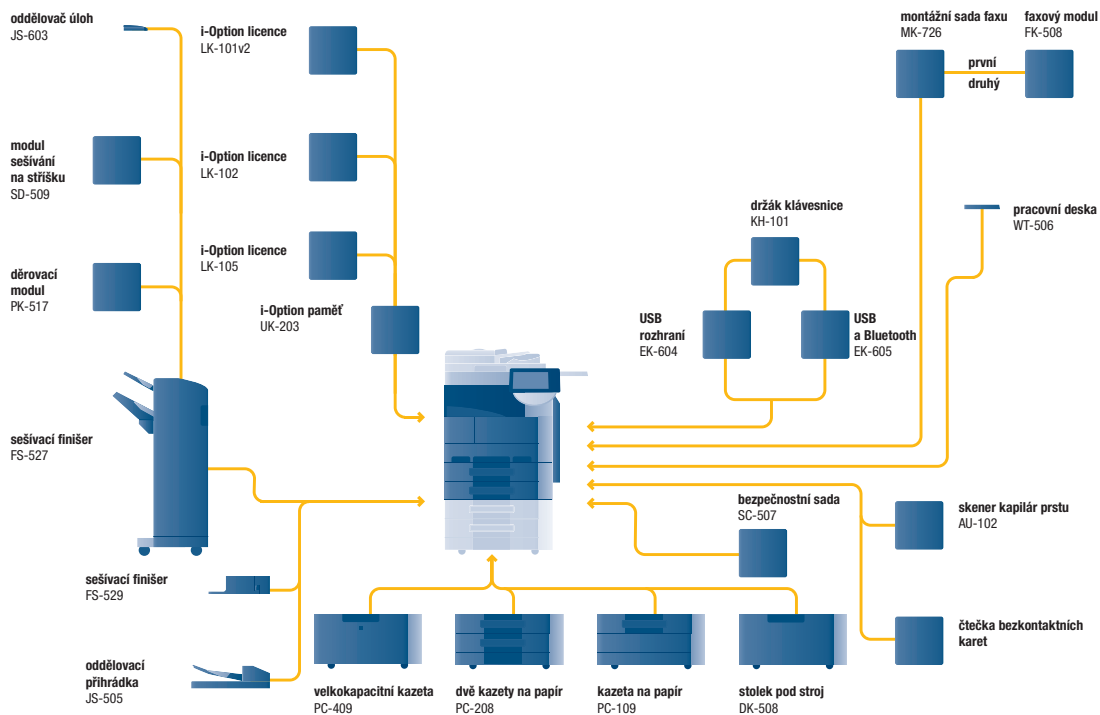 oddělovač úloh
JS-603
i-Option licence
LK-101v2
montážní sada faxu
MK-726
faxový modul
FK-508
první
druhý
modul
sešívání
na stříšku
SD-509
i-Option licence
LK-102
držák klávesnice
KH-101
pracovní deska
WT-506
děrovací
modul
PK-517
i-Option licence
LK-105
i-Option paměť
UK-203
USB
rozhraní
EK-604
USB
a Bluetooth
EK-605
sešívací finišer
FS-527
bezpečnostní sada
SC-507
skener kapilár prstu
AU-102
sešívací finišer
FS-529
čtečka bezkontaktních
karet
oddělovací
přihrádka
JS-505
velkokapacitní kazeta
PC-409
dvě kazety na papír
PC-208
kazeta na papír
PC-109
stolek pod stroj
DK-508